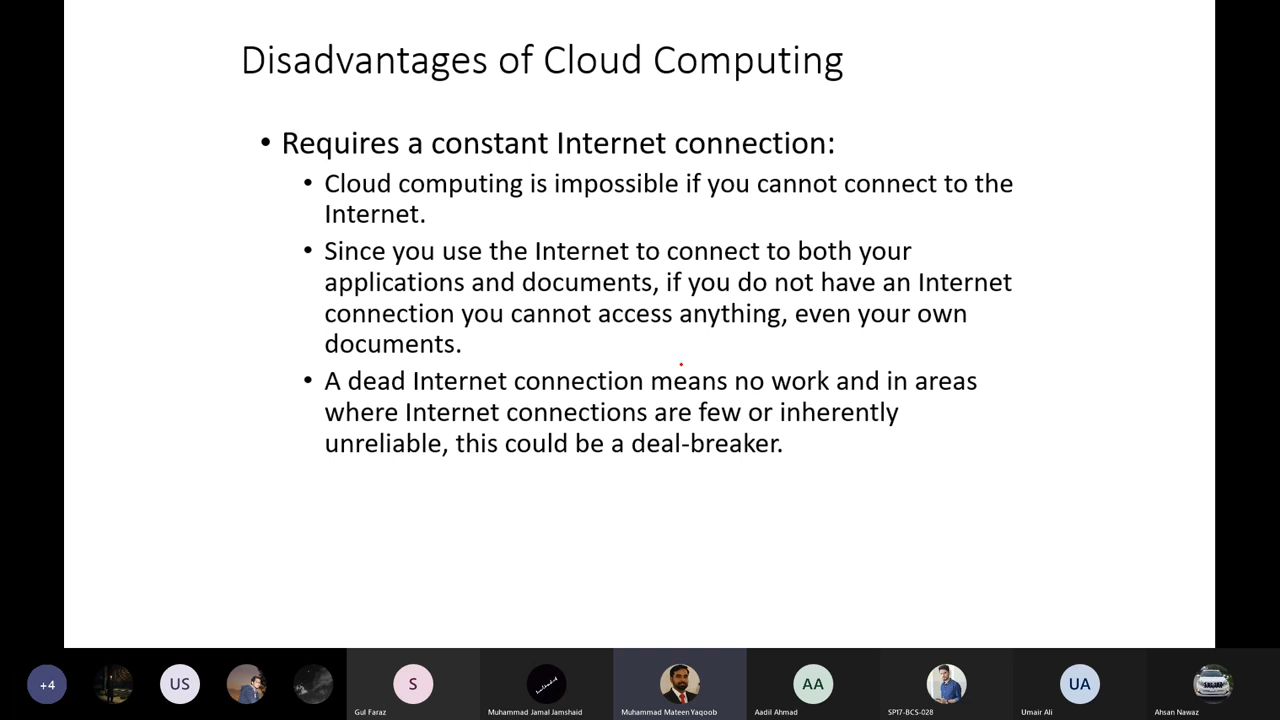 Disadvantages of Cloud Computing
• Requires a constant Internet connection:
• Cloud computing is impossible if you cannot connect to the
Internet.
• Since you use the Internet to connect to both your
applications and documents, if you do not have an Internet
connection you cannot access anything, even your own
documents.
• A dead Internet connection means no work and in areas
where Internet connections are few or inherently
unreliable, this could be a deal-breaker.
+4
US
S
AA
UA
Gul Faraz
Muhammad Jamal Jamshaid
Muhammad Mateen Yaqoob
Aadil Ahmad
SP17-BCS-028
Umair Ali
Ahsan Nawaz